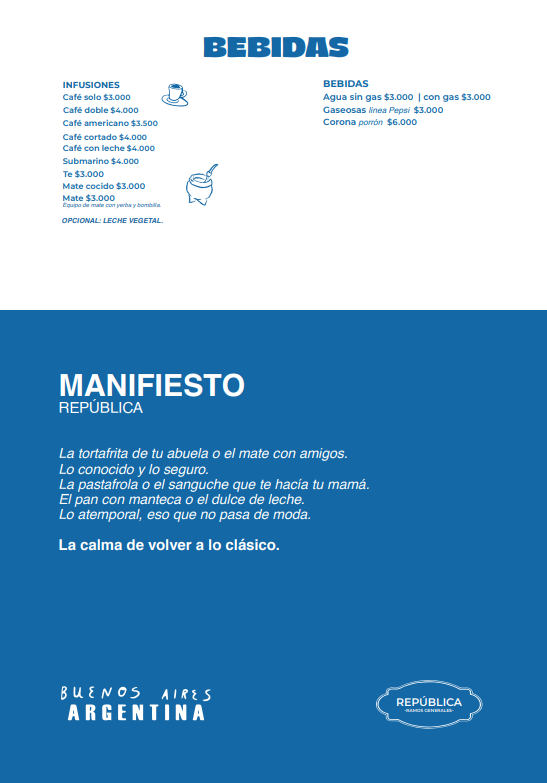 BEBIDAS
INFUSIONES
Café solo $3.000
Café doble $4.000
Café americano $3.500
Café cortado $4.000
Café con leche $4.000
Submarino $4.000
Te $3.000
Mate cocido $3.000
Mate $3.000
Equipo de mate con yerba y bombilla.
OPCIONAL: LECHE VEGETAL.
BEBIDAS
Agua sin gas $3.000 | con gas $3.000
Gaseosas linea Pepsi $3.000
Corona porrón $6.000
MANIFIESTO
REPÚBLICA
La tortafrita de tu abuela o el mate con amigos.
Lo conocido y lo seguro.
La pastafrola o el sanguche que te hacía tu mamá.
El pan con manteca o el dulce de leche.
Lo atemporal, eso que no pasa de moda.
La calma de volver a lo clásico.
BUENOS AIRES
ARGENTINA
REPÚBLICA
-RAMOS GENERALES-